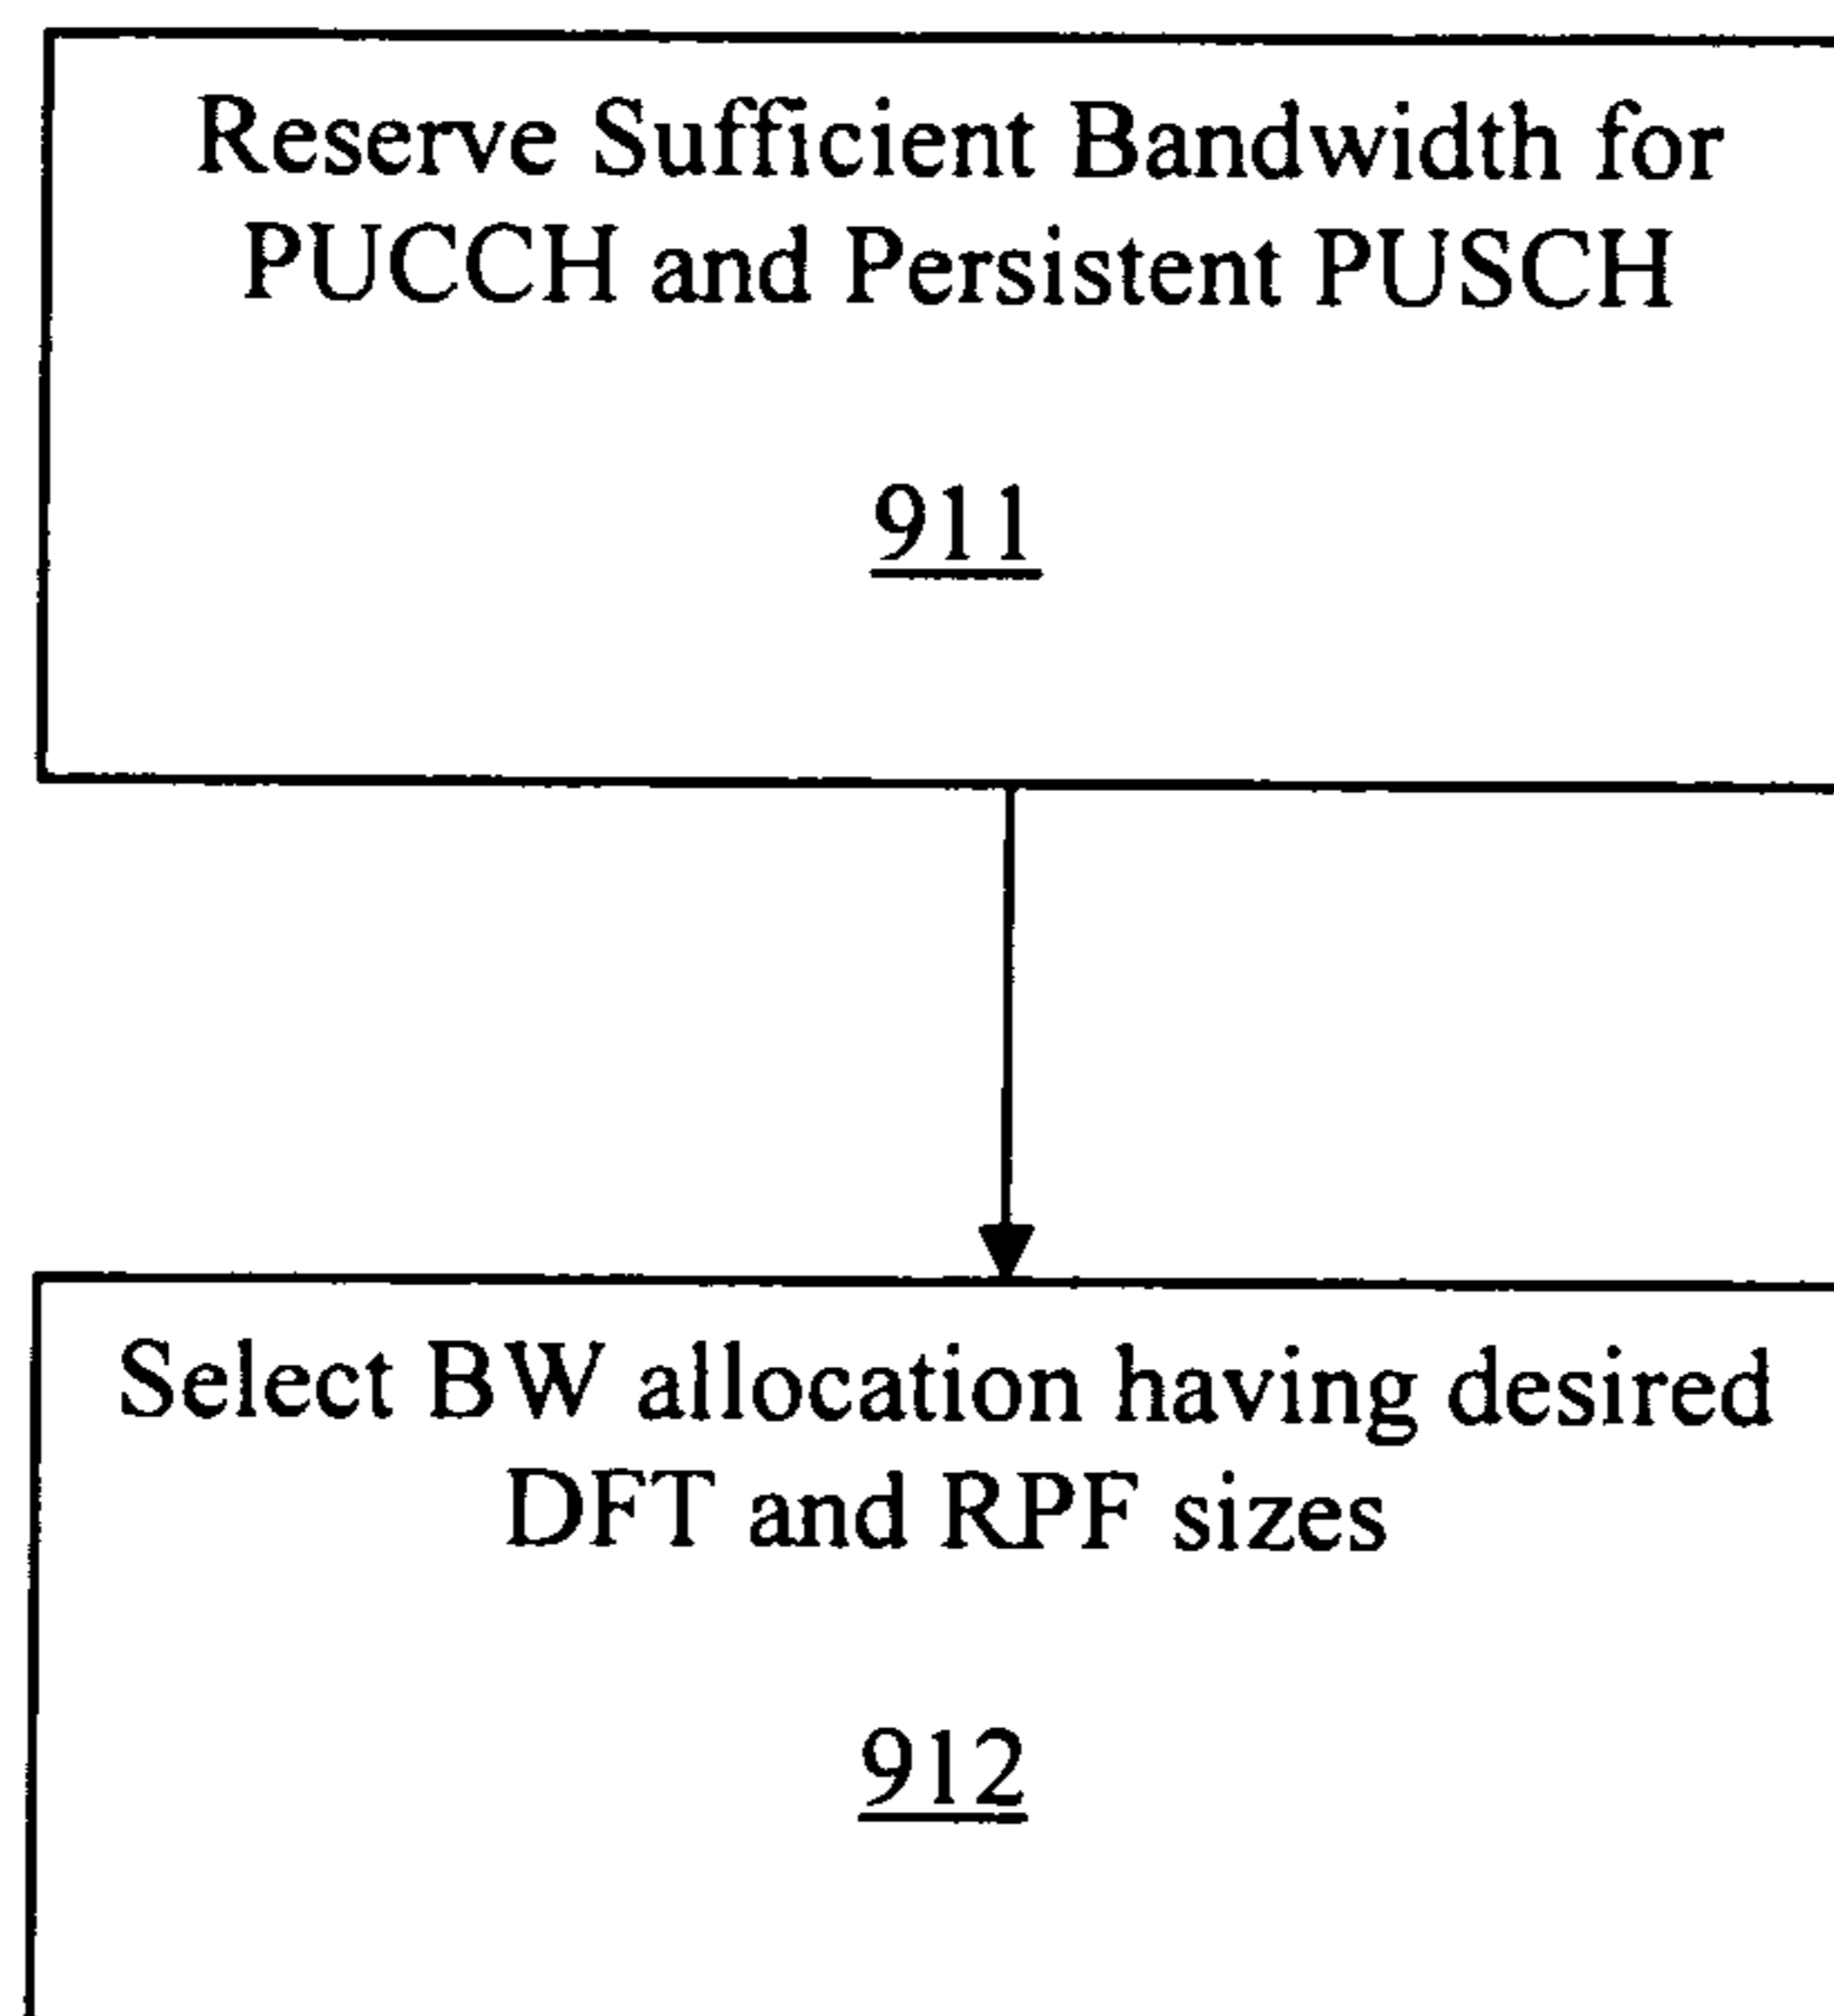 Reserve Sufficient Bandwidth for
PUCCH and Persistent PUSCH
911
Select BW allocation having desired
DFT and RPF sizes
912